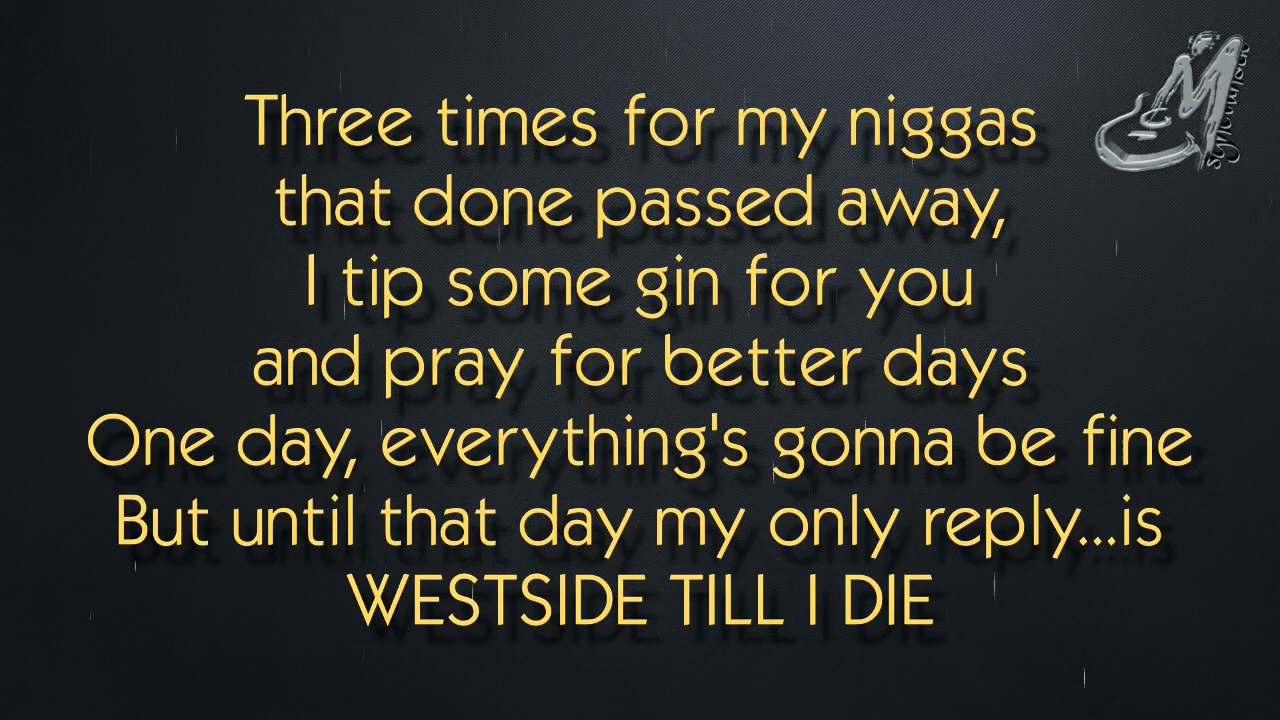 Three times for my niggas
that done passed away,
I tip some gin for you
and pray for better days
One day, everything's gonna be fine
But until that day my only reply...is
WESTSIDE TILL I DIE